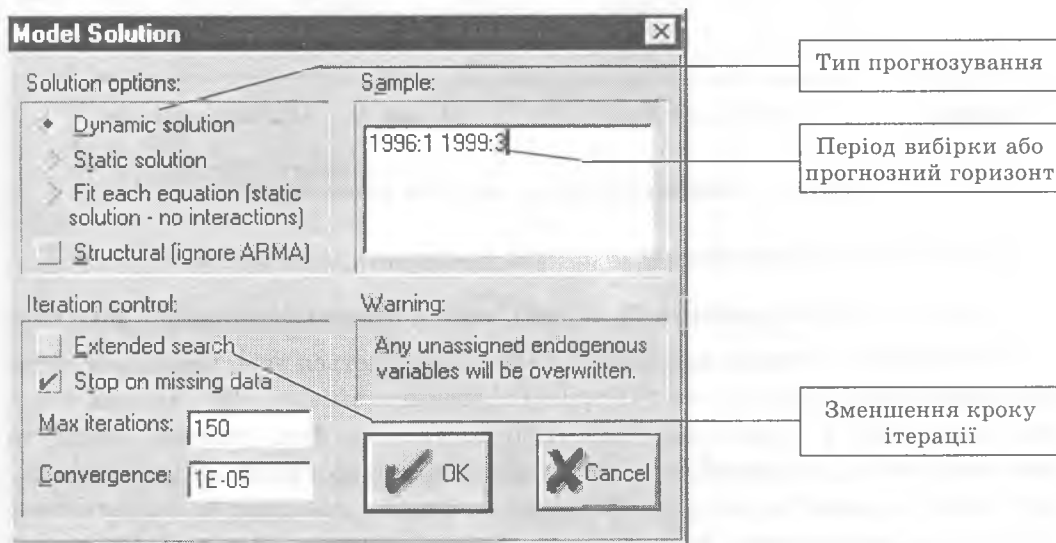 Model Solution
Solution options:
Dynamic solution
Static solution
Fit each equation (static
solution - no interactions)
Structural (ignore ARMA)
Sample:
1996:1 1999:3
Iteration control:
Extended search
Stop on missing data
Max iterations: 150
Convergence: 1E-05
Warning:
Any unassigned endogenous
variables will be overwritten.
OK
Cancel
Тип прогнозування
Період вибірки або
прогнозний горизонт
Зменшення кроку
ітерації